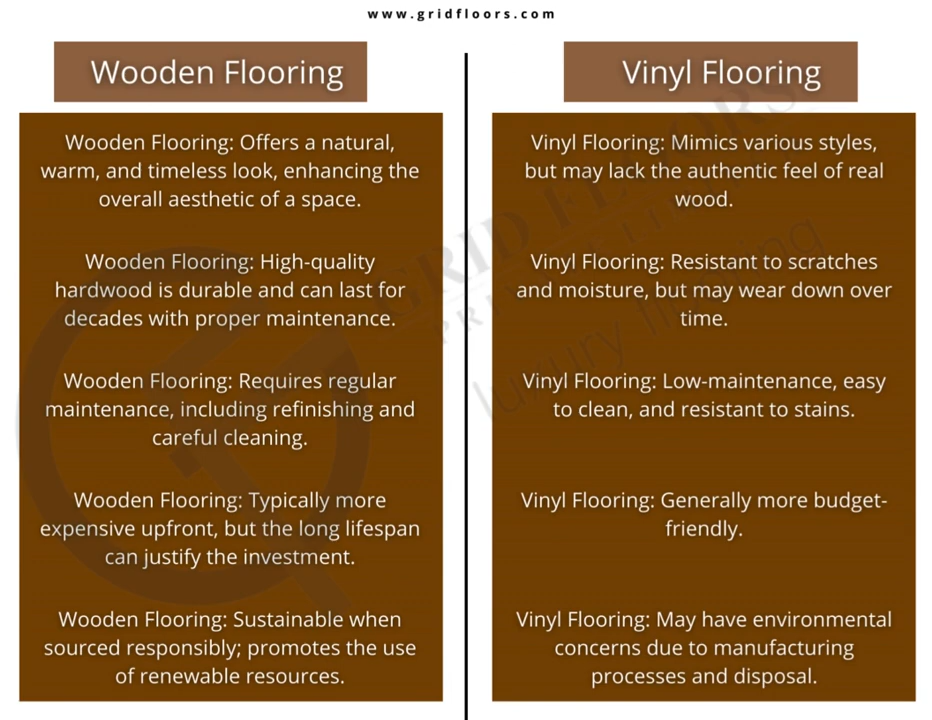 www.gridfloors.com
Wooden Flooring
Wooden Flooring: Offers a natural,
warm, and timeless look, enhancing the
overall aesthetic of a space.
Wooden Flooring: High-quality
hardwood is durable and can last for
decades with proper maintenance.
Wooden Flooring: Requires regular
maintenance, including refinishing and
careful cleaning.
Wooden Flooring: Typically more
expensive upfront, but the long lifespan
can justify the investment.
Wooden Flooring: Sustainable when
sourced responsibly; promotes the use
of renewable resources.
Vinyl Flooring
Vinyl Flooring: Mimics various styles,
but may lack the authentic feel of real
wood.
Vinyl Flooring: Resistant to scratches
and moisture, but may wear down over
time.
Vinyl Flooring: Low-maintenance, easy
to clean, and resistant to stains.
Vinyl Flooring: Generally more budget-
friendly.
Vinyl Flooring: May have environmental
concerns due to manufacturing
processes and disposal.
GRID FLOORS
luxury flooring